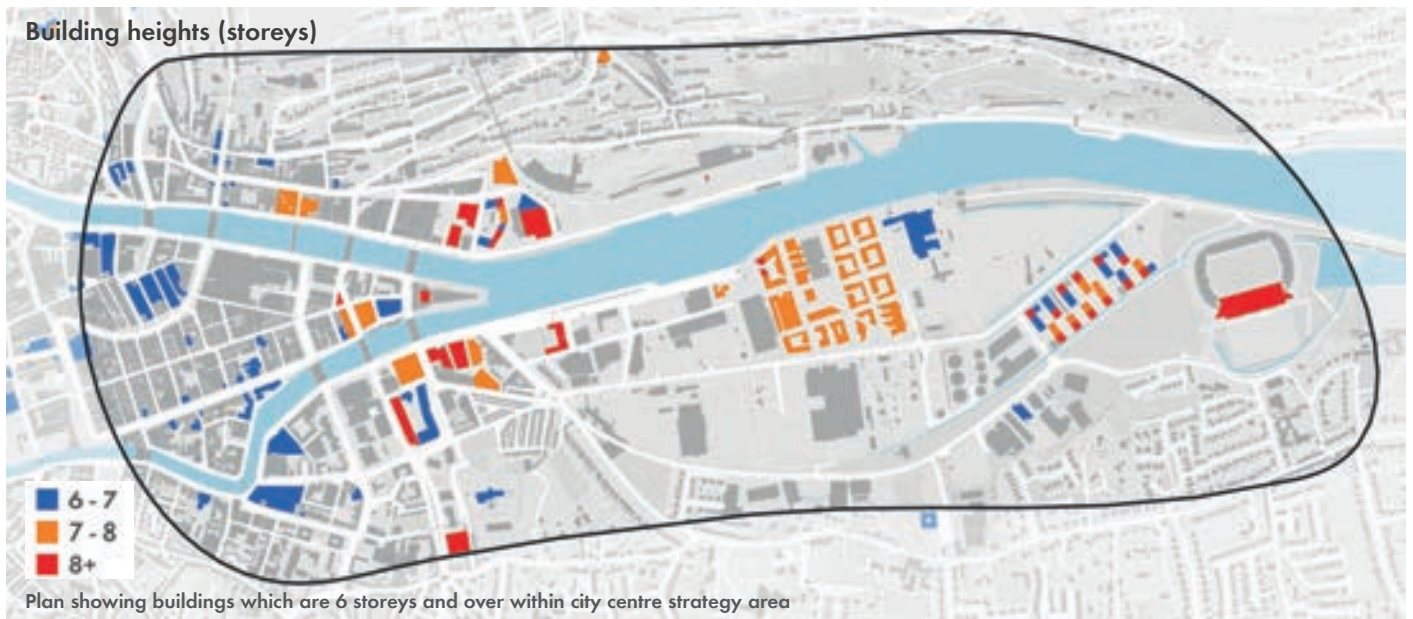 Building heights (storeys)
6 - 7
7 - 8
8+
Plan showing buildings which are 6 storeys and over within city centre strategy area